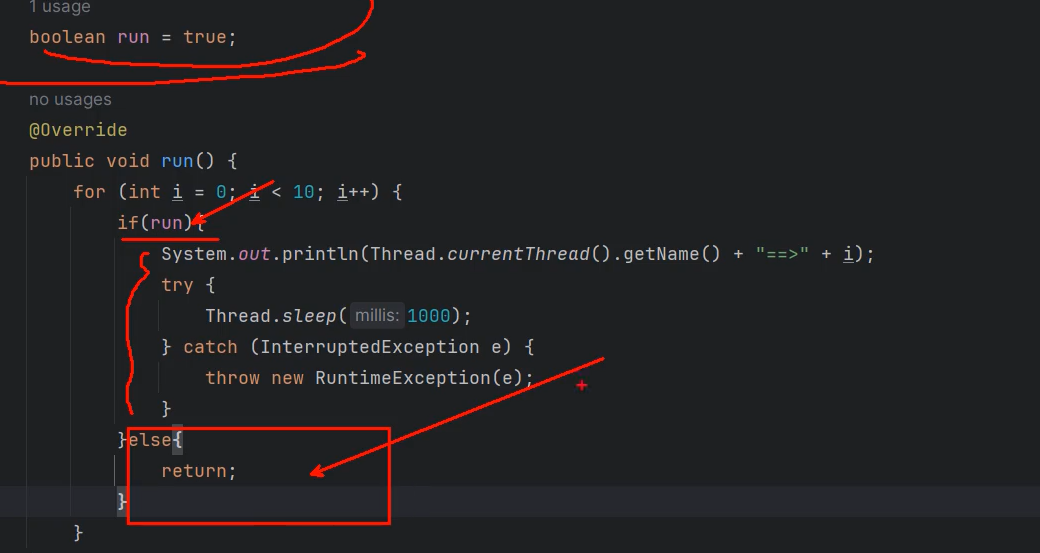 1 usage
boolean run = true;
no usages
@Override
public void run() {
for (int i = 0; i < 10; i++) {
if(run){
System.out.println(Thread.currentThread().getName() + "==>" + i);
try {
Thread.sleep( millis: 1000);
} catch (InterruptedException e) {
throw new RuntimeException(e);
}
}else{
return;
}
}